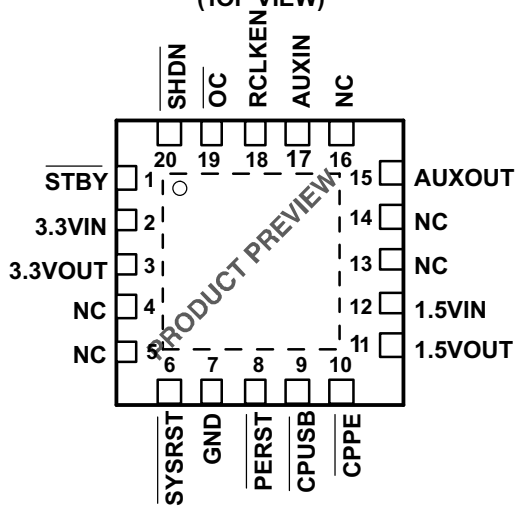 (TOP VIEW)
SHDN
OC
RCLKEN
AUXIN
NC
20
19
18
17
16
STBY 1
3.3VIN 2
3.3VOUT 3
NC 4
NC 5
15 AUXOUT
14 NC
13 NC
12 1.5VIN
11 1.5VOUT
PRODUCT PREVIEW
6
7
8
9
10
SYSRST
GND
PERST
CPUSB
CPPE